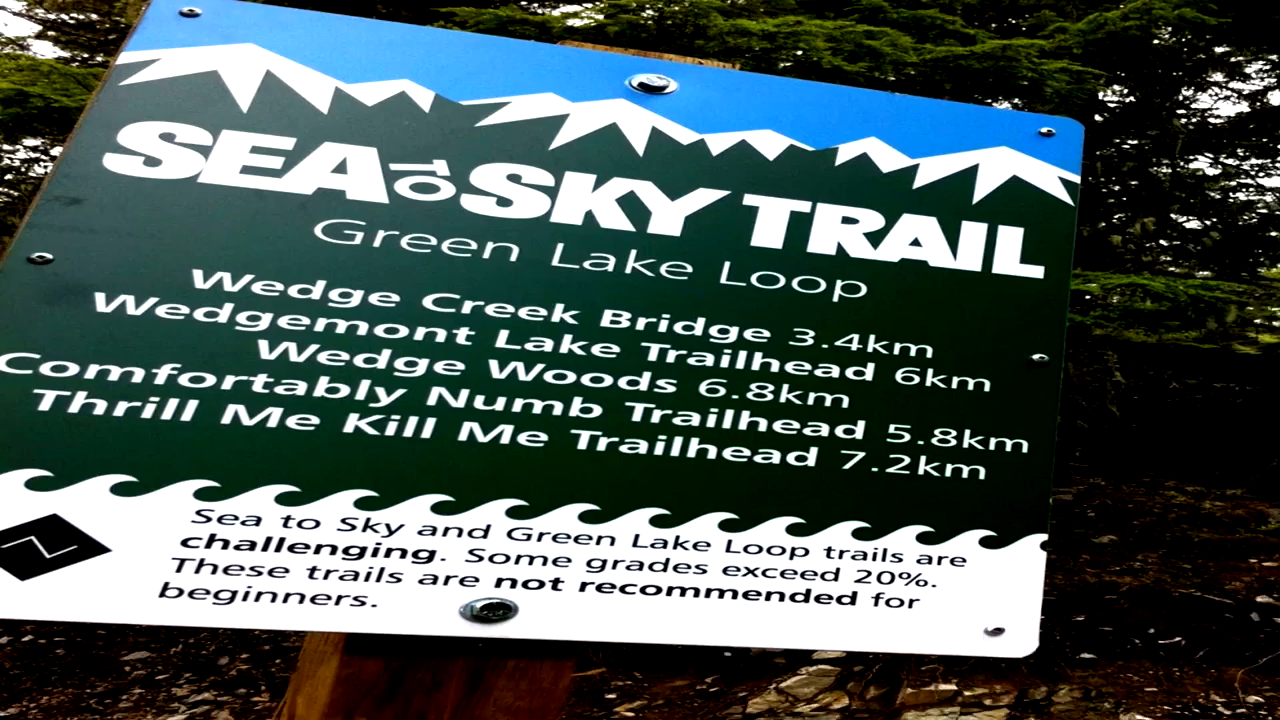 SEA TO SKY TRAIL
Green Lake Loop
Wedge Creek Bridge 3.4km
Wedgemont Lake Trailhead 6km
Wedge Woods 6.8km
Comfortably Numb Trailhead 5.8km
Thrill Me Kill Me Trailhead 7.2km
Sea to Sky and Green Lake Loop trails are
challenging. Some grades exceed 20%.
These trails are not recommended for
beginners.